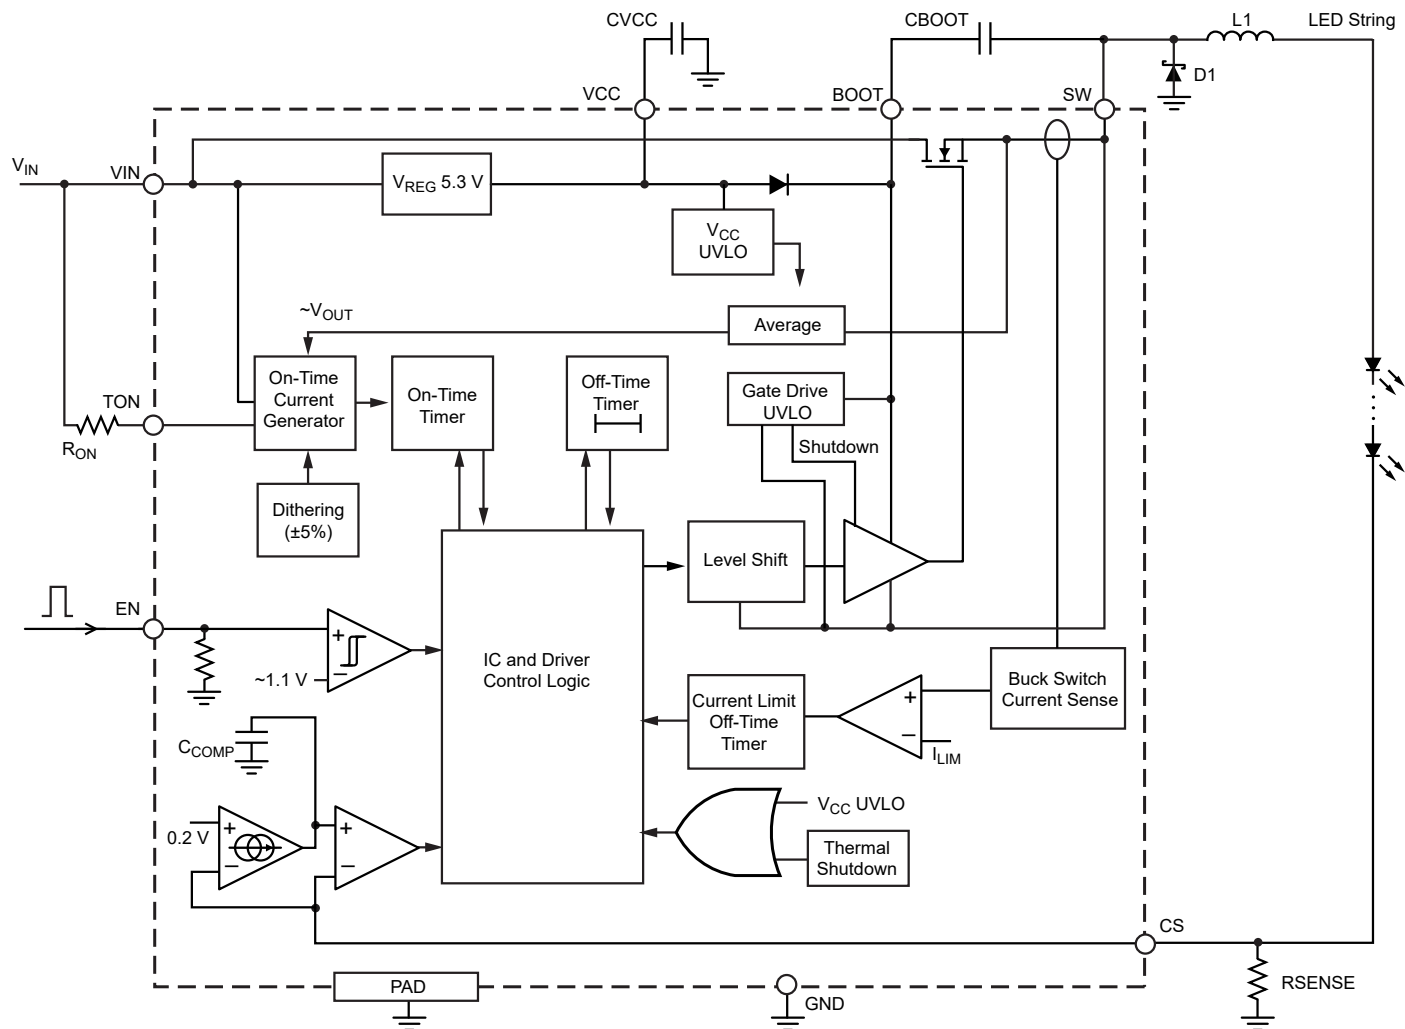 CVCC
CBOOT
L1
LED String
D1
VCC
BOOT
SW
VIN
VIN
VREG 5.3 V
VCC
UVLO
~VOUT
Average
On-Time
Current
Generator
On-Time
Timer
Off-Time
Timer
Gate Drive
UVLO
TON
RON
Shutdown
Dithering
(±5%)
Level Shift
EN
+
−
~1.1 V
IC and Driver
Control Logic
Current Limit
Off-Time
Timer
+
−
ILIM
Buck Switch
Current Sense
CCOMP
0.2 V
+
−
+
−
VCC UVLO
Thermal
Shutdown
CS
RSENSE
PAD
GND